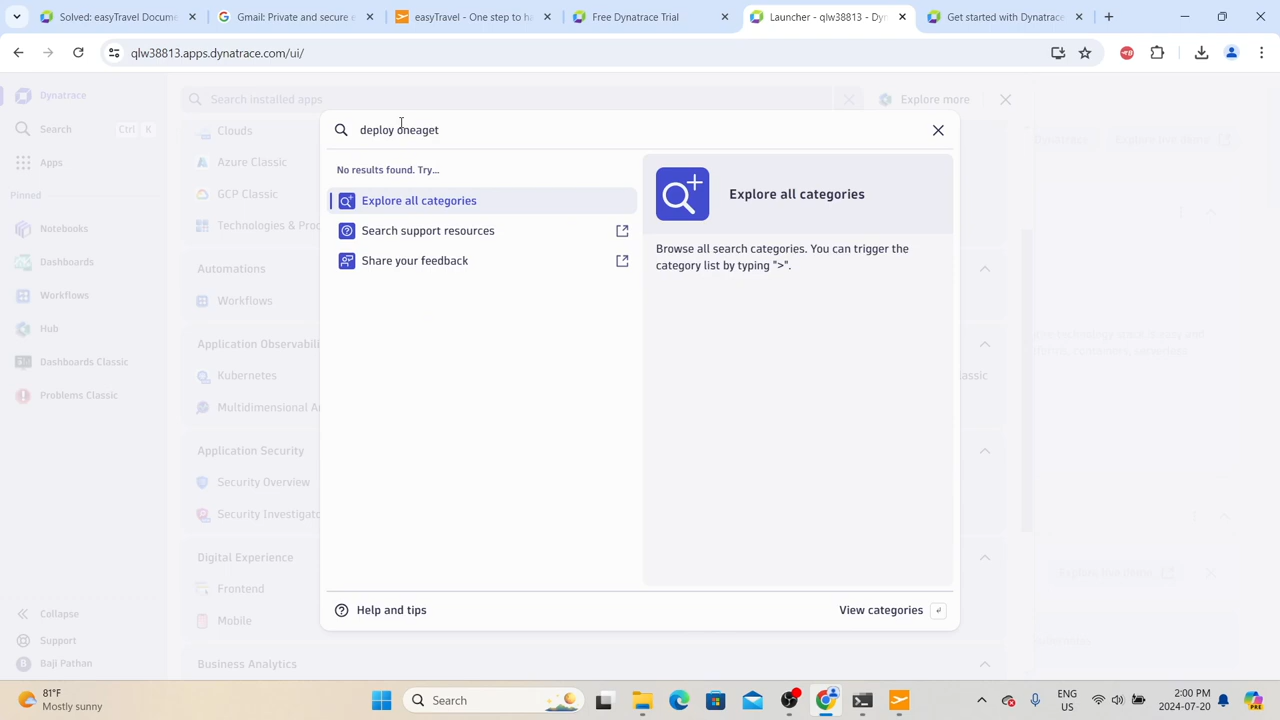 Solved: easyTravel Docume
Gmail: Private and secure e
easyTravel - One step to ha
Free Dynatrace Trial
Launcher - qlw38813 - Dyn
Get started with Dynatrace
qlw38813.apps.dynatrace.com/ui/
Dynatrace
Search installed apps
Explore more
Search
Ctrl
K
Apps
Pinned
Notebooks
Dashboards
Workflows
Hub
Dashboards Classic
Problems Classic
Collapse
Support
Baji Pathan
Clouds
Azure Classic
GCP Classic
Technologies & Proc
Automations
Workflows
Application Observabili
Kubernetes
Multidimensional A
Application Security
Security Overview
Security Investigato
Digital Experience
Frontend
Mobile
Business Analytics
deploy oneaget
No results found. Try...
Explore all categories
Search support resources
Share your feedback
Explore all categories
Browse all search categories. You can trigger the
category list by typing ">".
Help and tips
View categories
assic
81°F
Mostly sunny
Search
ENG
US
2:00 PM
2024-07-20
PRE